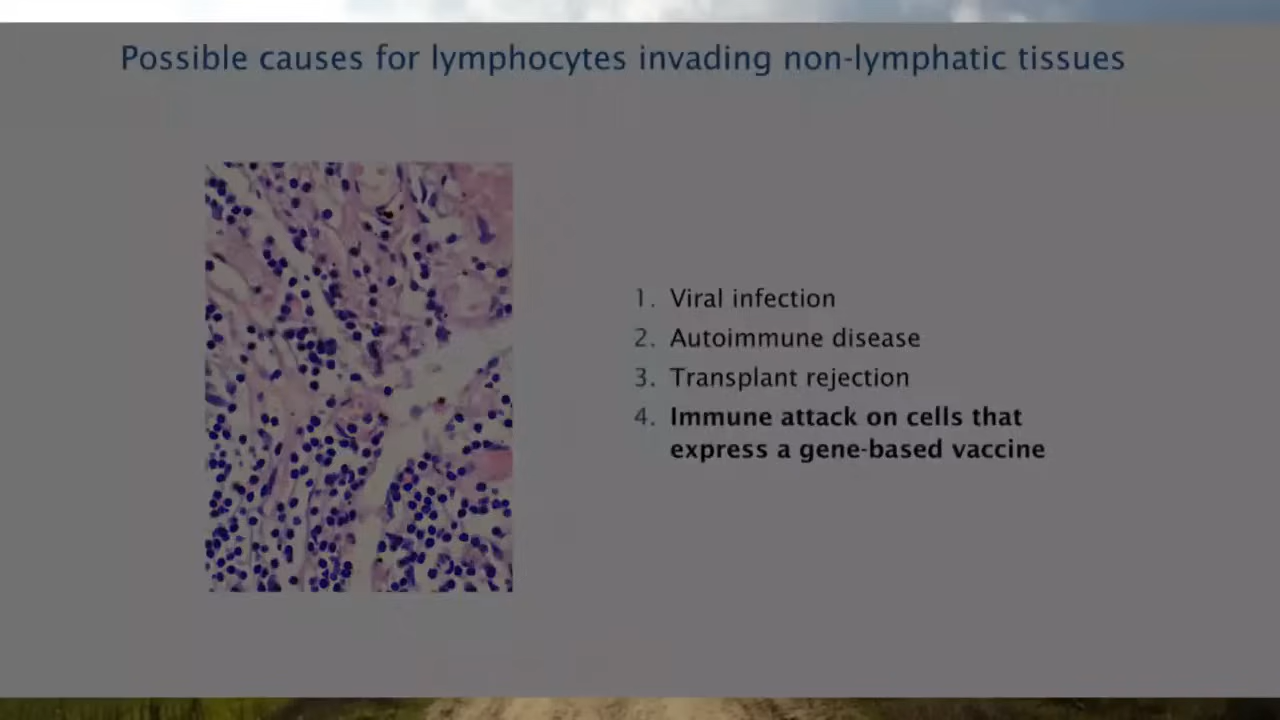 Possible causes for lymphocytes invading non-lymphatic tissues
1. Viral infection
2. Autoimmune disease
3. Transplant rejection
4. Immune attack on cells that
express a gene-based vaccine